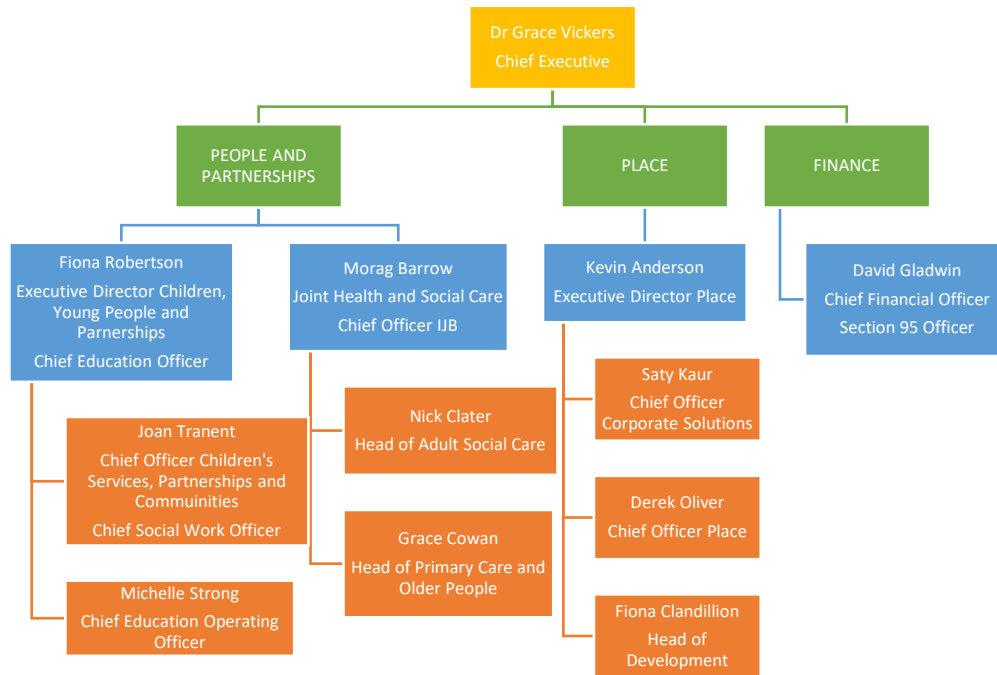 Dr Grace Vickers
Chief Executive
PEOPLE AND
PARTNERSHIPS
PLACE
FINANCE
Fiona Robertson
Executive Director Children,
Young People and
Parnerships
Chief Education Officer
Morag Barrow
Joint Health and Social Care
Chief Officer IJB
Kevin Anderson
Executive Director Place
David Gladwin
Chief Financial Officer
Section 95 Officer
Joan Tranent
Chief Officer Children's
Services, Partnerships and
Commuinities
Chief Social Work Officer
Michelle Strong
Chief Education Operating
Officer
Nick Clater
Head of Adult Social Care
Grace Cowan
Head of Primary Care and
Older People
Saty Kaur
Chief Officer
Corporate Solutions
Derek Oliver
Chief Officer Place
Fiona Clandillion
Head of
Development